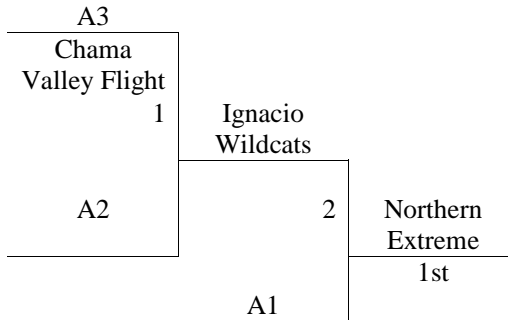 A3
Chama
Valley Flight
1
Ignacio
Wildcats
A2
2
Northern
Extreme
1st
A1